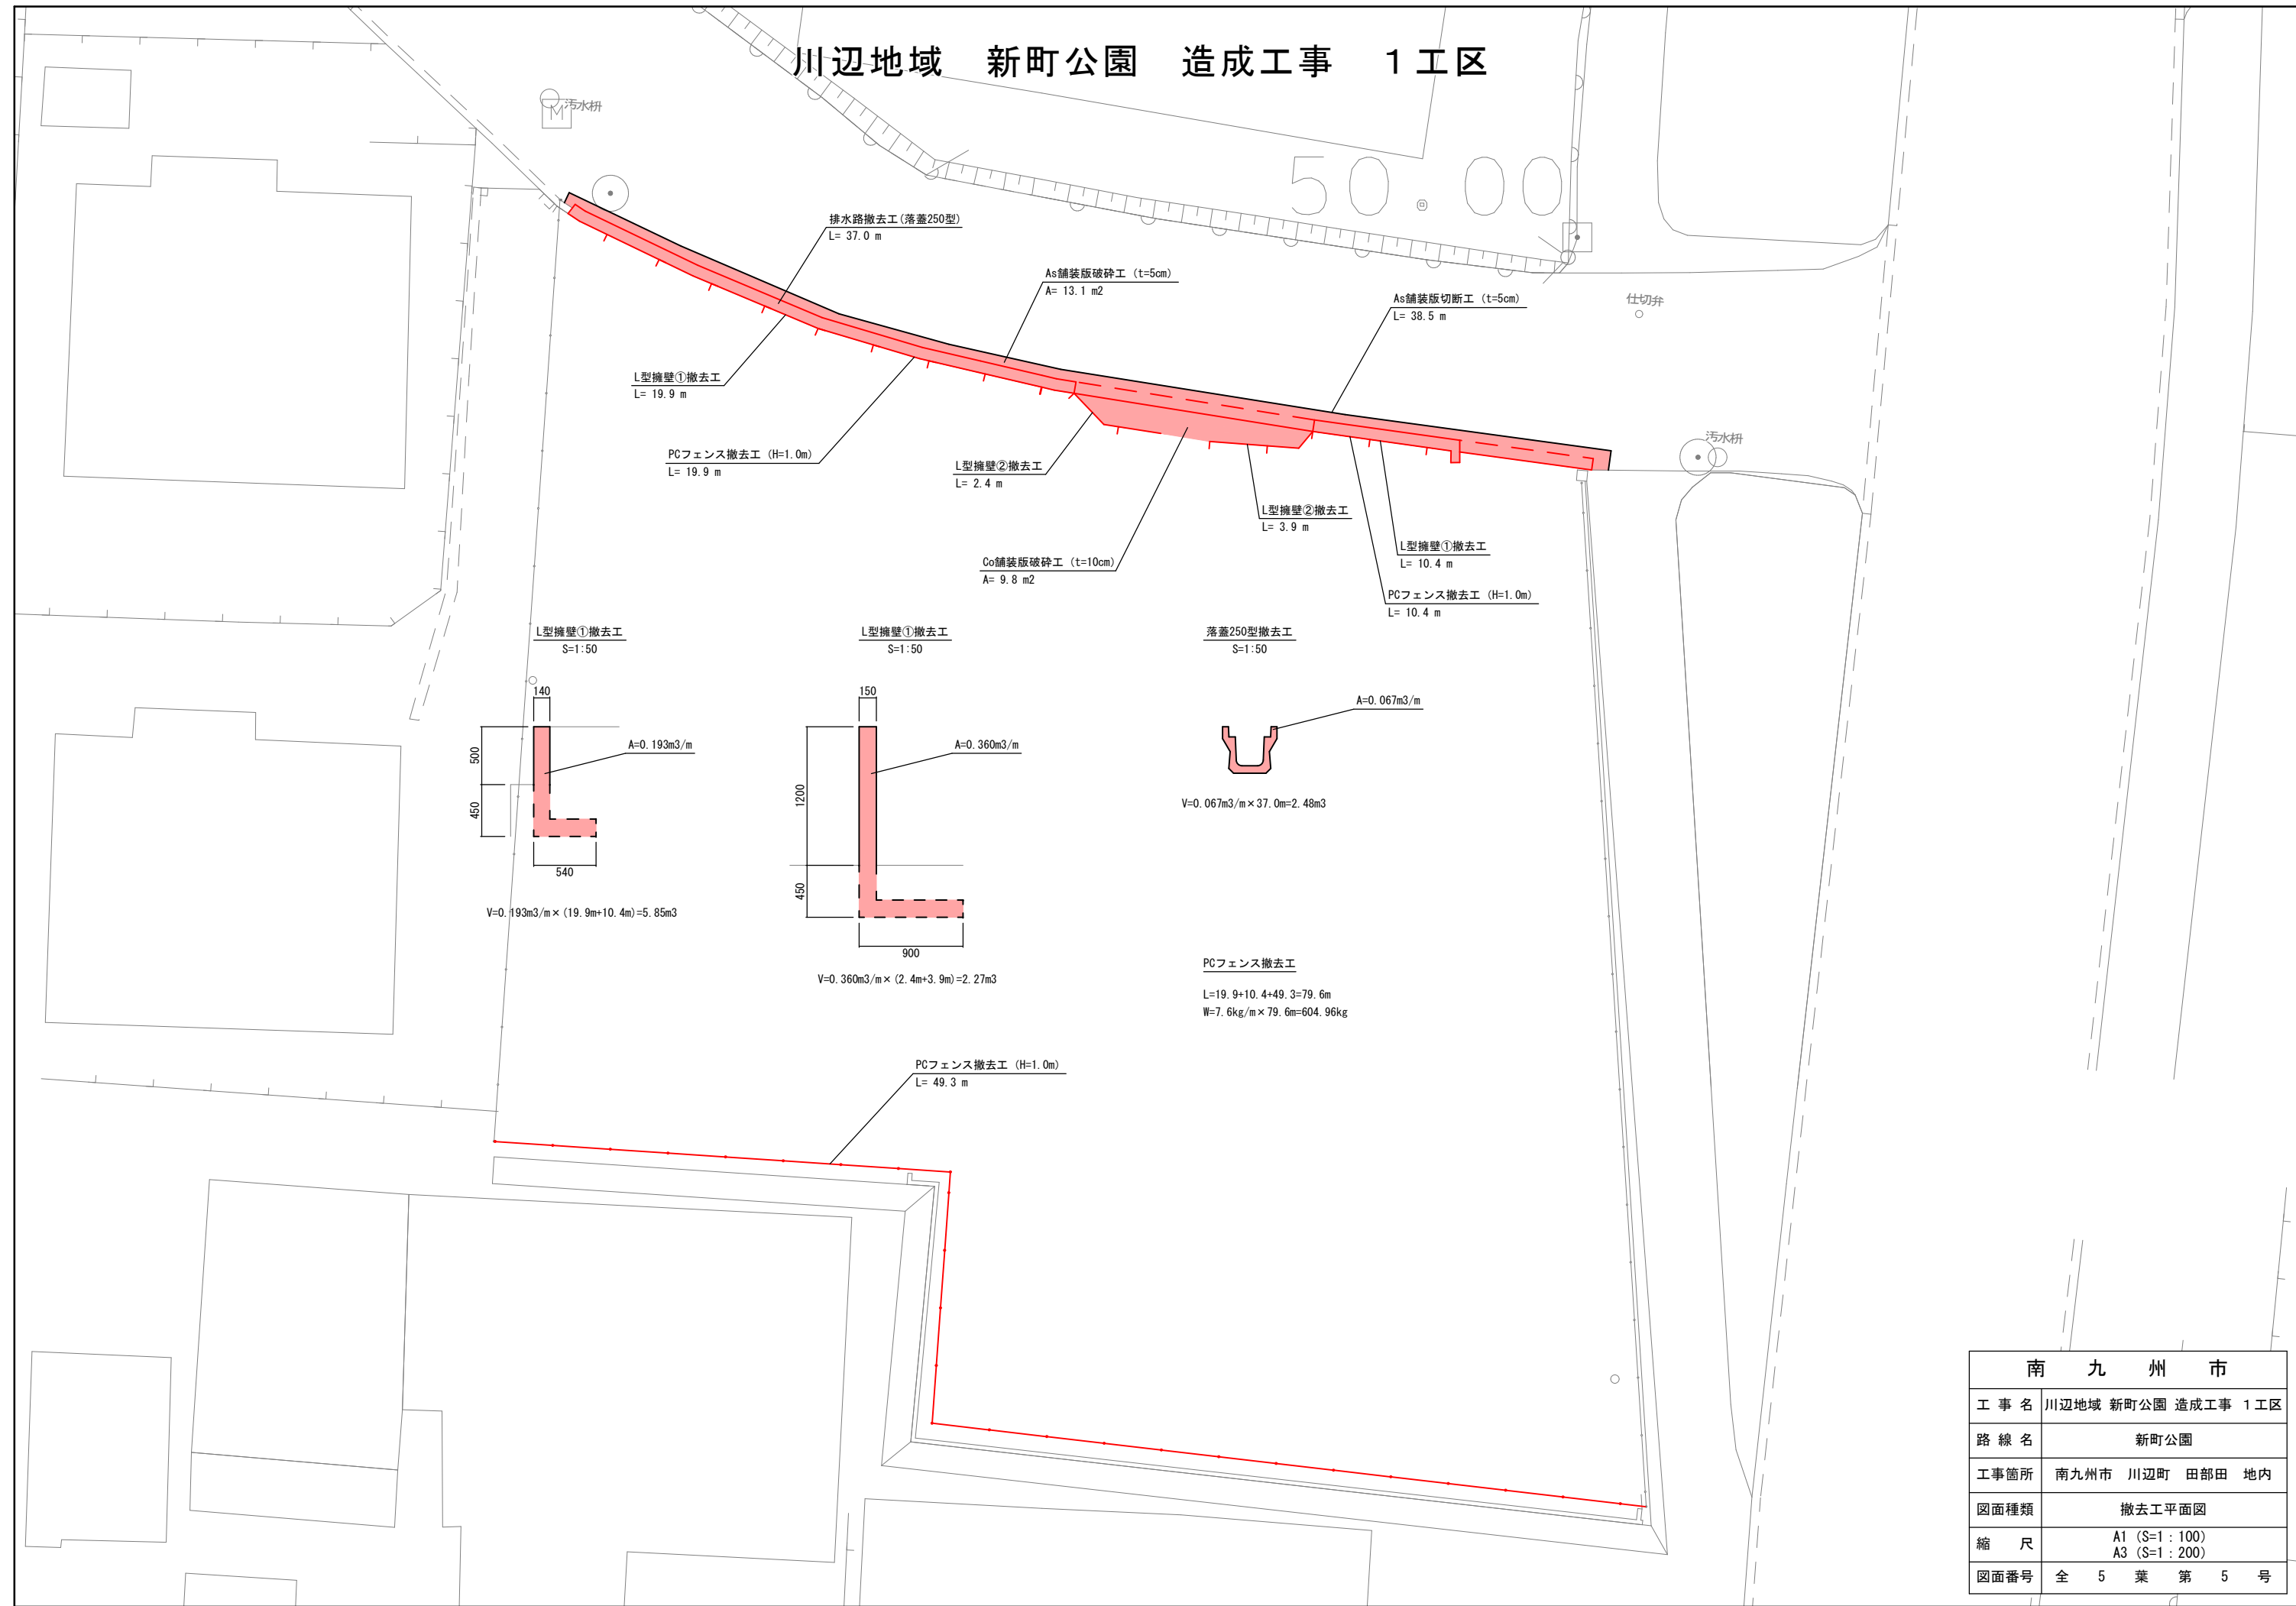 川辺地域　新町公園　造成工事　１工区
汚水枡
M
50.00
排水路撤去工(落蓋250型)
L= 37.0 m
As舗装版破砕工 (t=5cm)
A= 13.1 m2
As舗装版切断工 (t=5cm)
L= 38.5 m
仕切弁
L型擁壁①撤去工
L= 19.9 m
PCフェンス撤去工 (H=1.0m)
L= 19.9 m
L型擁壁②撤去工
L= 2.4 m
汚水枡
L型擁壁②撤去工
L= 3.9 m
L型擁壁①撤去工
L= 10.4 m
Co舗装版破砕工 (t=10cm)
A= 9.8 m2
PCフェンス撤去工 (H=1.0m)
L= 10.4 m
L型擁壁①撤去工
S=1:50
140
500
450
A=0.193m3/m
540
V=0.193m3/m×(19.9m+10.4m)=5.85m3
L型擁壁①撤去工
S=1:50
150
1200
450
A=0.360m3/m
900
V=0.360m3/m×(2.4m+3.9m)=2.27m3
落蓋250型撤去工
S=1:50
A=0.067m3/m
V=0.067m3/m×37.0m=2.48m3
PCフェンス撤去工
L=19.9+10.4+49.3=79.6m
W=7.6kg/m×79.6m=604.96kg
PCフェンス撤去工 (H=1.0m)
L= 49.3 m
南　九　州　市
工 事 名　川辺地域 新町公園 造成工事 １工区
路 線 名　新町公園
工事箇所　南九州市　川辺町　田部田　地内
図面種類　撤去工平面図
縮　尺　A1 (S=1：100)
A3 (S=1：200)
図面番号　全　5　葉　第　5　号